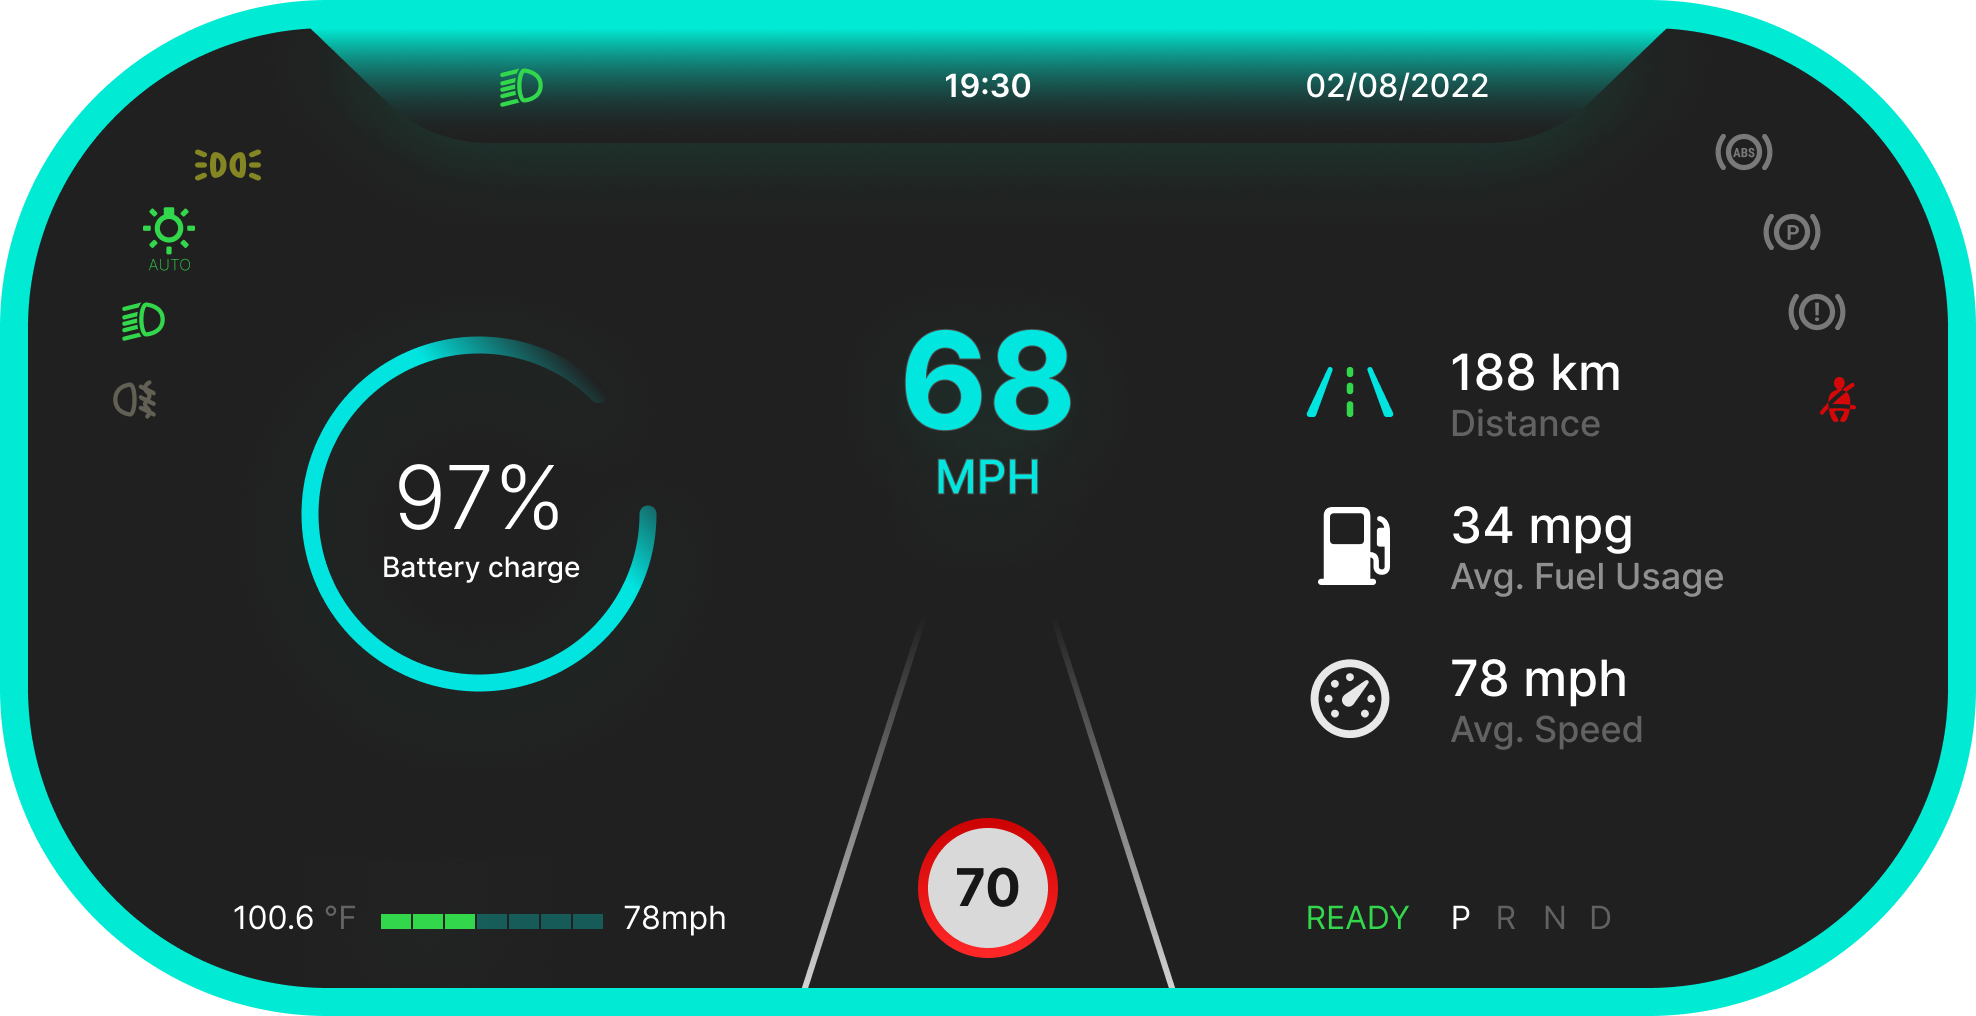 19:30
02/08/2022
ABS
AUTO
P
!
68
MPH
188 km
Distance
97%
Battery charge
34 mpg
Avg. Fuel Usage
78 mph
Avg. Speed
70
100.6 °F
78mph
READY P R N D